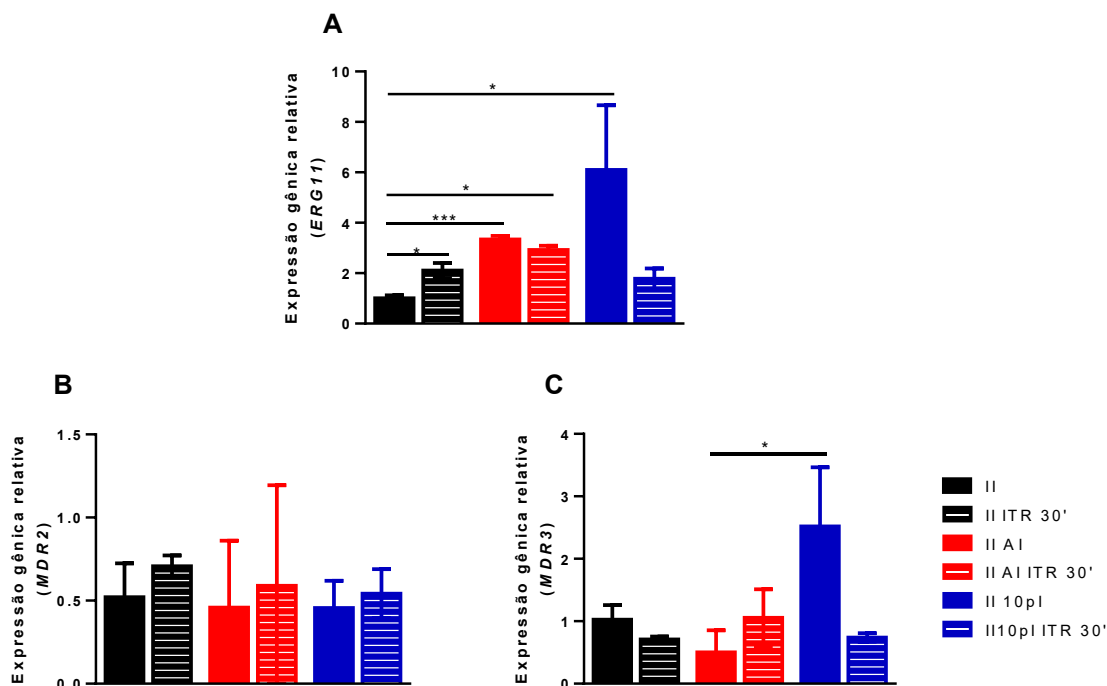 A
Expressão gênica relativa
(ERG11)
10
8
6
4
2
0
*
*
***
*
B
Expressão gênica relativa
(MDR2)
1.5
1.0
0.5
0.0
C
Expressão gênica relativa
(MDR3)
4
3
2
1
0
*
II
II ITR 30'
II AI
II AI ITR 30'
II 10pI
II10pI ITR 30'